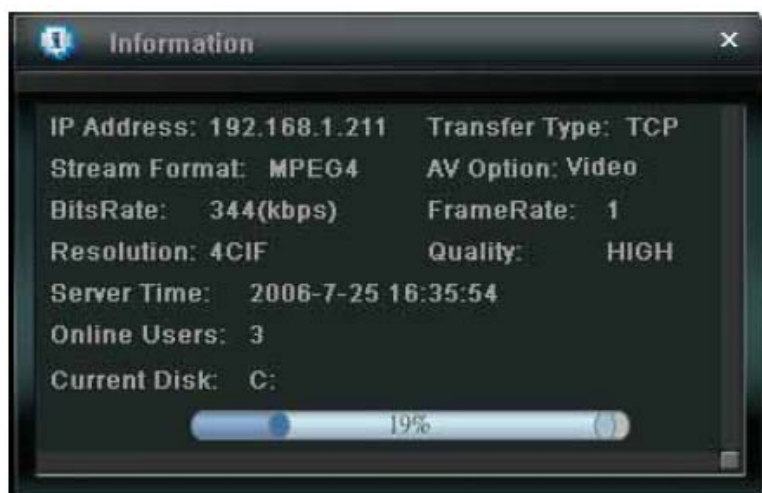 Information
IP Address: 192.168.1.211 Transfer Type: TCP
Stream Format: MPEG4 AV Option: Video
BitsRate: 344(kbps) FrameRate: 1
Resolution: 4CIF Quality: HIGH
Server Time: 2006-7-25 16:35:54
Online Users: 3
Current Disk: C:
19%